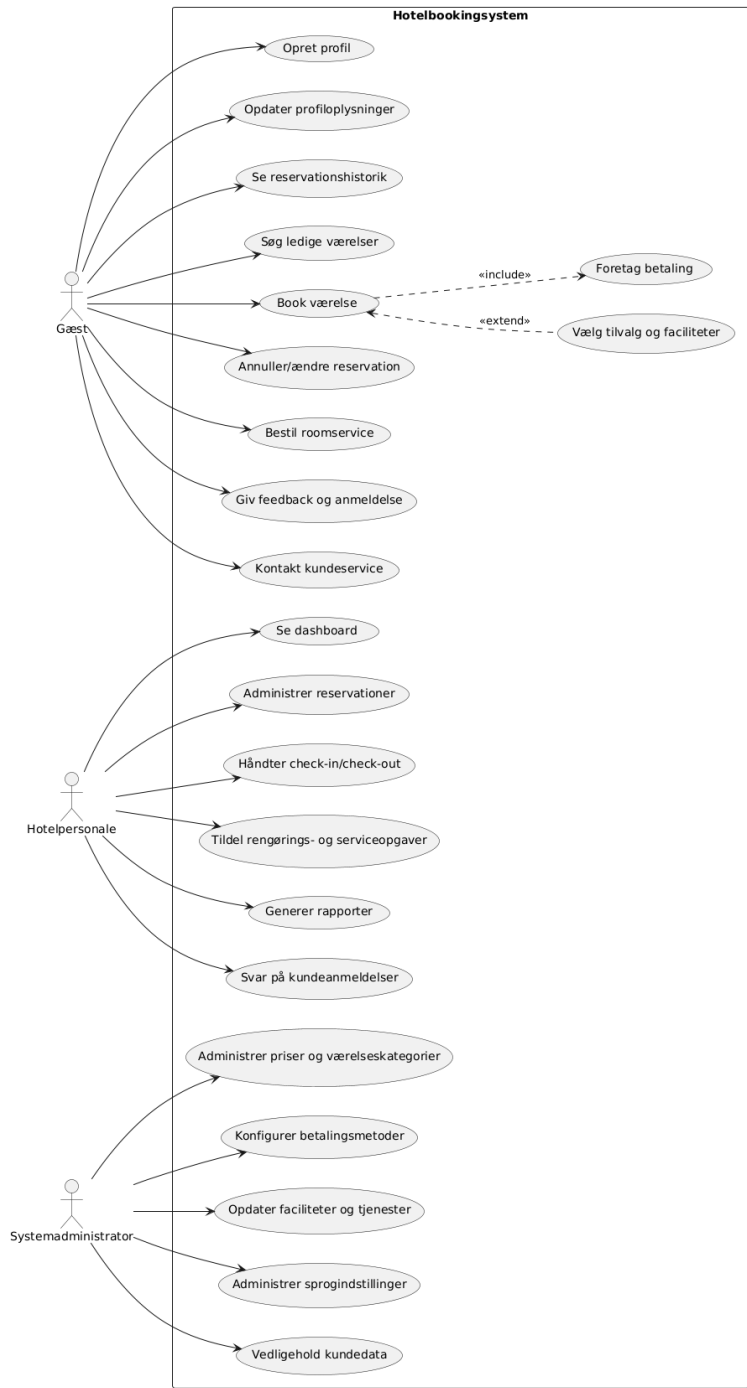 Hotelbookingsystem
Opret profil
Opdater profiloplysninger
Se reservationshistorik
Søg ledige værelser
Gæst
Book værelse
«include»
Foretag betaling
«extend»
Vælg tilvalg og faciliteter
Annuller/ændre reservation
Bestil roomservice
Giv feedback og anmeldelse
Kontakt kundeservice
Se dashboard
Administrer reservationer
Håndter check-in/check-out
Hotelpersonale
Tildel rengørings- og serviceopgaver
Generer rapporter
Svar på kundeanmeldelser
Administrer priser og værelseskategorier
Konfigurer betalingsmetoder
Opdater faciliteter og tjenester
Systemadministrator
Administrer sprogindstillinger
Vedligehold kundedata